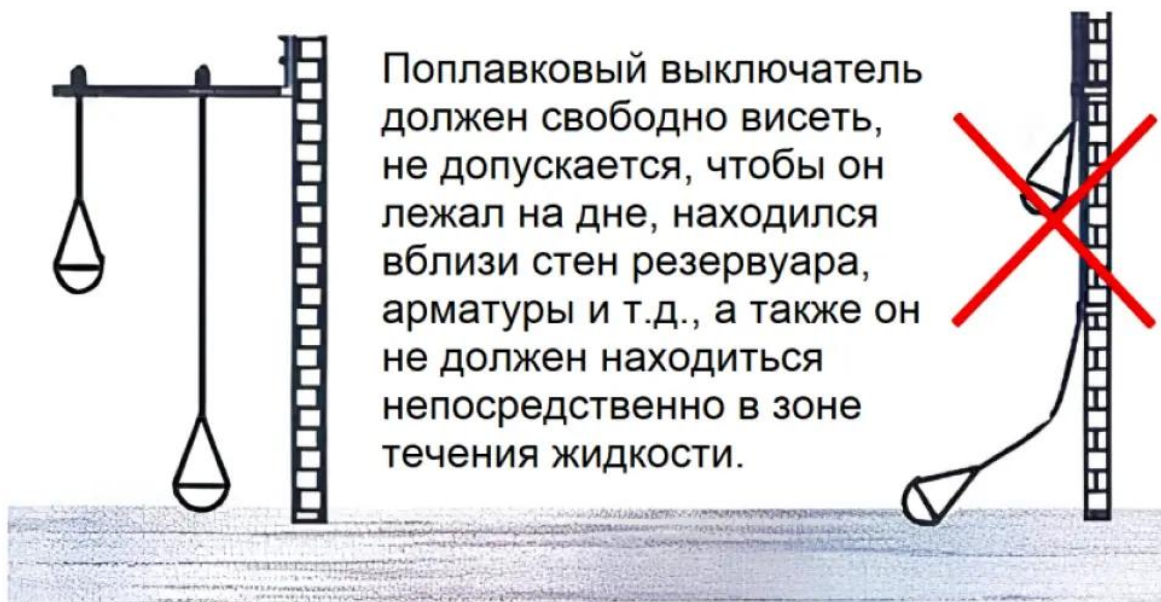 Поплавковый выключатель
должен свободно висеть,
не допускается, чтобы он
лежал на дне, находился
вблизи стен резервуара,
арматуры и т.д., а также он
не должен находиться
непосредственно в зоне
течения жидкости.